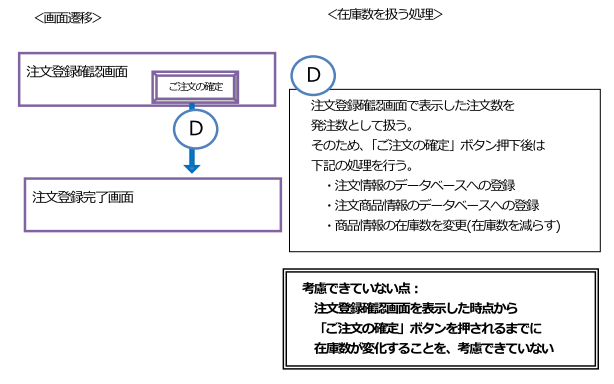 ＜画面遷移＞
＜在庫数を扱う処理＞
注文登録確認画面
ご注文の確定
D
注文登録完了画面
D
注文登録確認画面で表示した注文数を
発注数として扱う。
そのため、「ご注文の確定」ボタン押下後は
下記の処理を行う。
・注文情報のデータベースへの登録
・注文商品情報のデータベースへの登録
・商品情報の在庫数を変更(在庫数を減らす)
考慮できていない点：
注文登録確認画面を表示した時点から
「ご注文の確定」ボタンを押されるまでに
在庫数が変化することを、考慮できていない